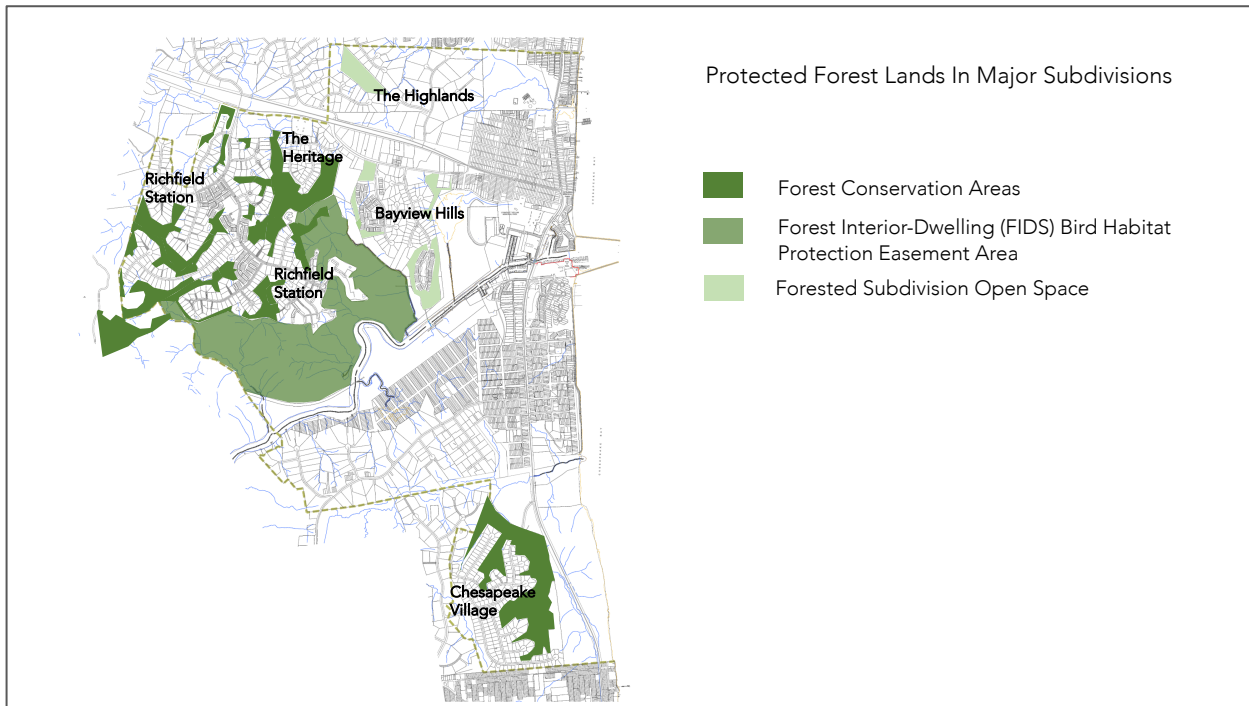 Protected Forest Lands In Major Subdivisions
The Highlands
The
Heritage
Richfield
Station
Bayview Hills
Richfield
Station
Chesapeake
Village
Forest Conservation Areas
Forest Interior-Dwelling (FIDS) Bird Habitat
Protection Easement Area
Forested Subdivision Open Space